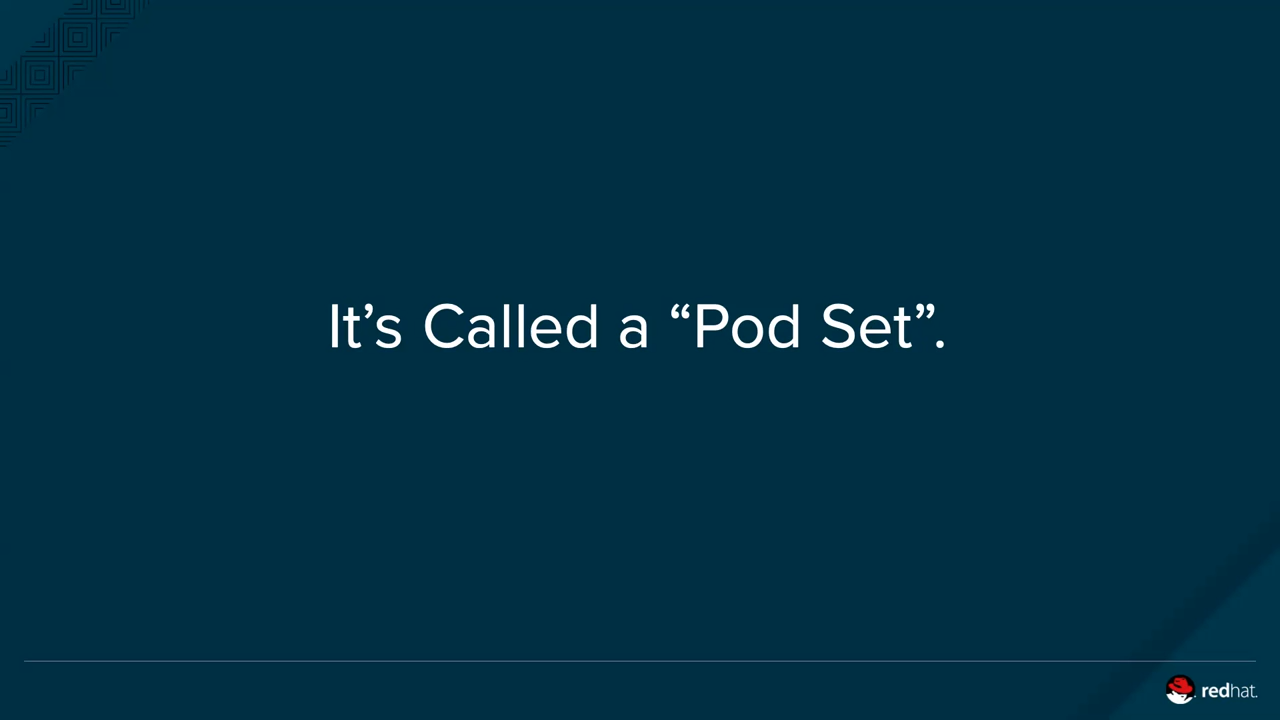 It’s Called a “Pod Set”.
redhat.